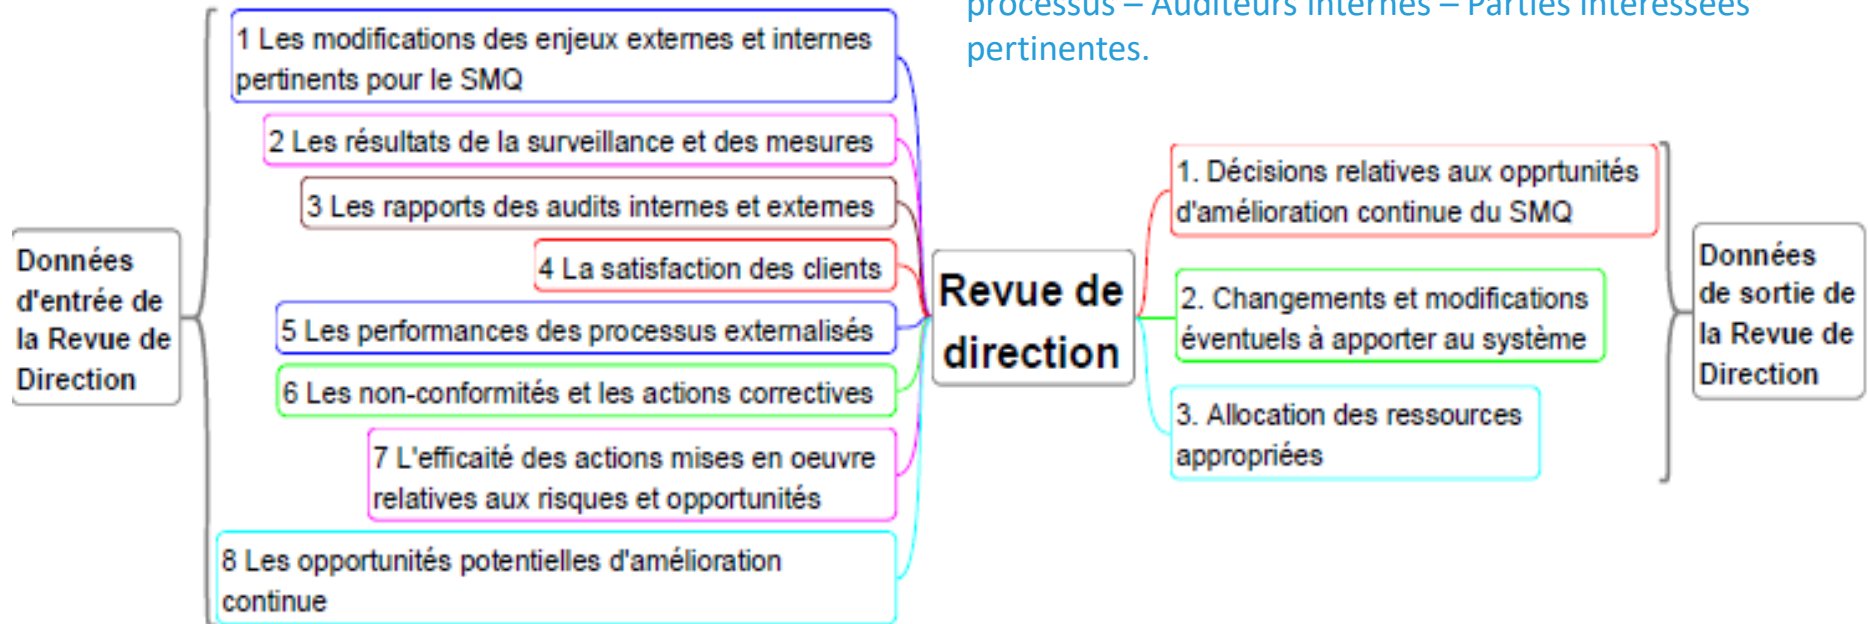 processus – Auditeurs internes – Parties intéressées
pertinentes.
1 Les modifications des enjeux externes et internes
pertinents pour le SMQ
2 Les résultats de la surveillance et des mesures
3 Les rapports des audits internes et externes
4 La satisfaction des clients
5 Les performances des processus externalisés
6 Les non-conformités et les actions correctives
7 L'efficaité des actions mises en oeuvre
relatives aux risques et opportunités
8 Les opportunités potentielles d'amélioration
continue
Données
d'entrée de
la Revue de
Direction
Revue de
direction
1. Décisions relatives aux opprtunités
d'amélioration continue du SMQ
2. Changements et modifications
éventuels à apporter au système
3. Allocation des ressources
appropriées
Données
de sortie de
la Revue de
Direction